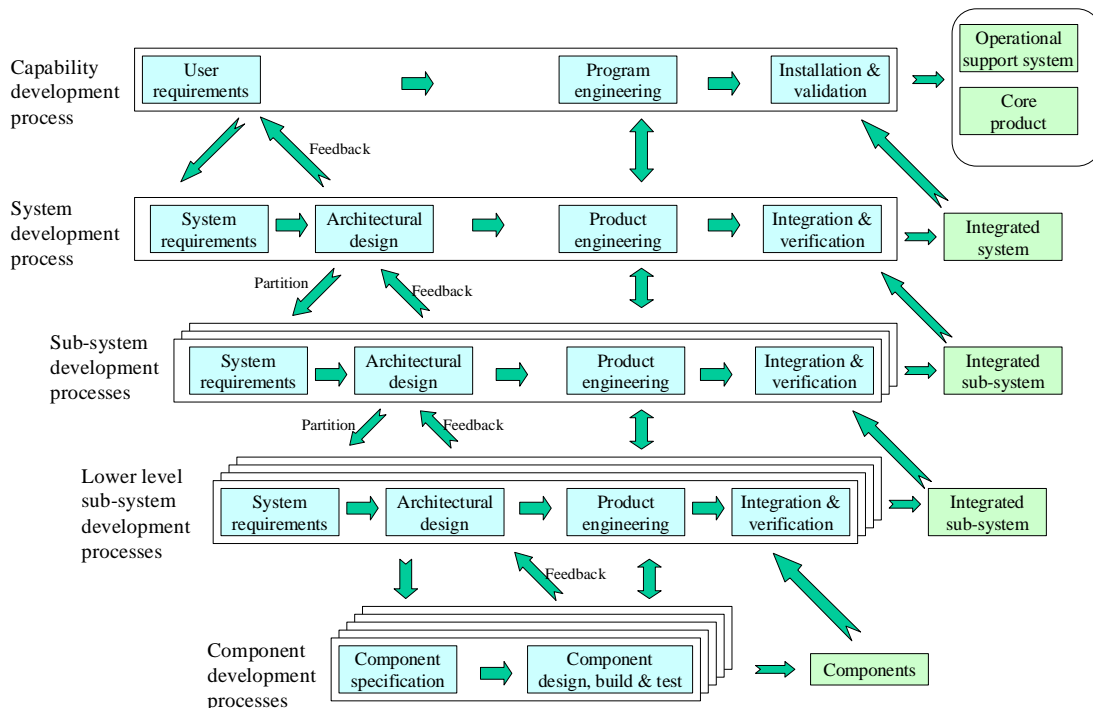 Capability
development
process
User
requirements
Program
engineering
Installation &
validation
Operational
support system
Core
product
Feedback
System
development
process
System
requirements
Architectural
design
Product
engineering
Integration &
verification
Integrated
system
Partition
Feedback
Sub-system
development
processes
System
requirements
Architectural
design
Product
engineering
Integration &
verification
Integrated
sub-system
Partition
Feedback
Lower level
sub-system
development
processes
System
requirements
Architectural
design
Product
engineering
Integration &
verification
Integrated
sub-system
Feedback
Component
development
processes
Component
specification
Component
design, build & test
Components